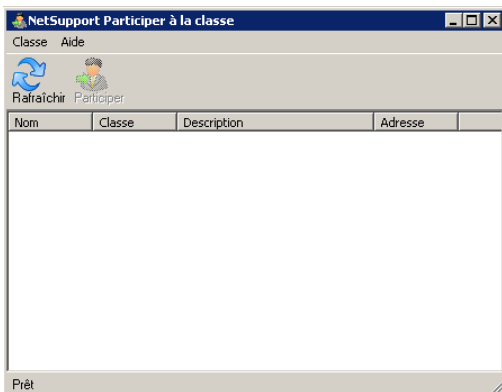 NetSupport Participer à la classe
Classe Aide
Rafraîchir Participer
Nom Classe Description Adresse
Prêt